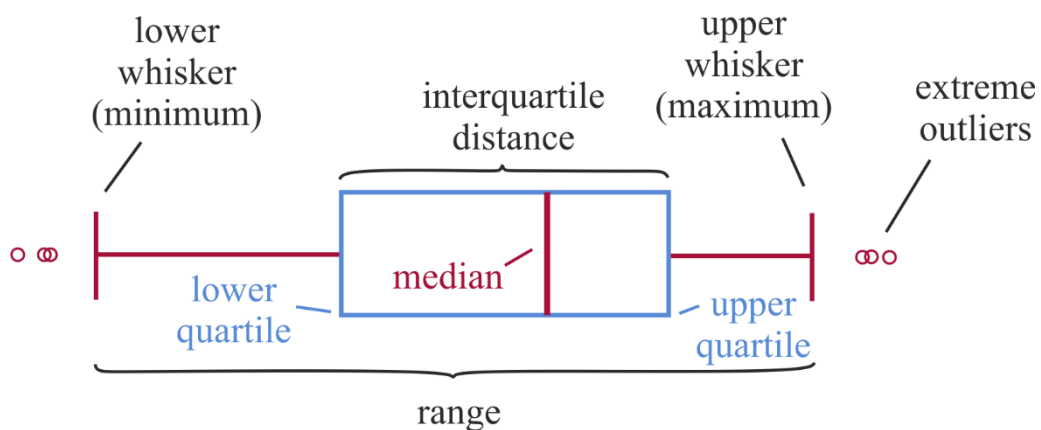 lower
whisker
(minimum)
interquartile
distance
upper
whisker
(maximum)
extreme
outliers
median
lower
quartile
upper
quartile
range